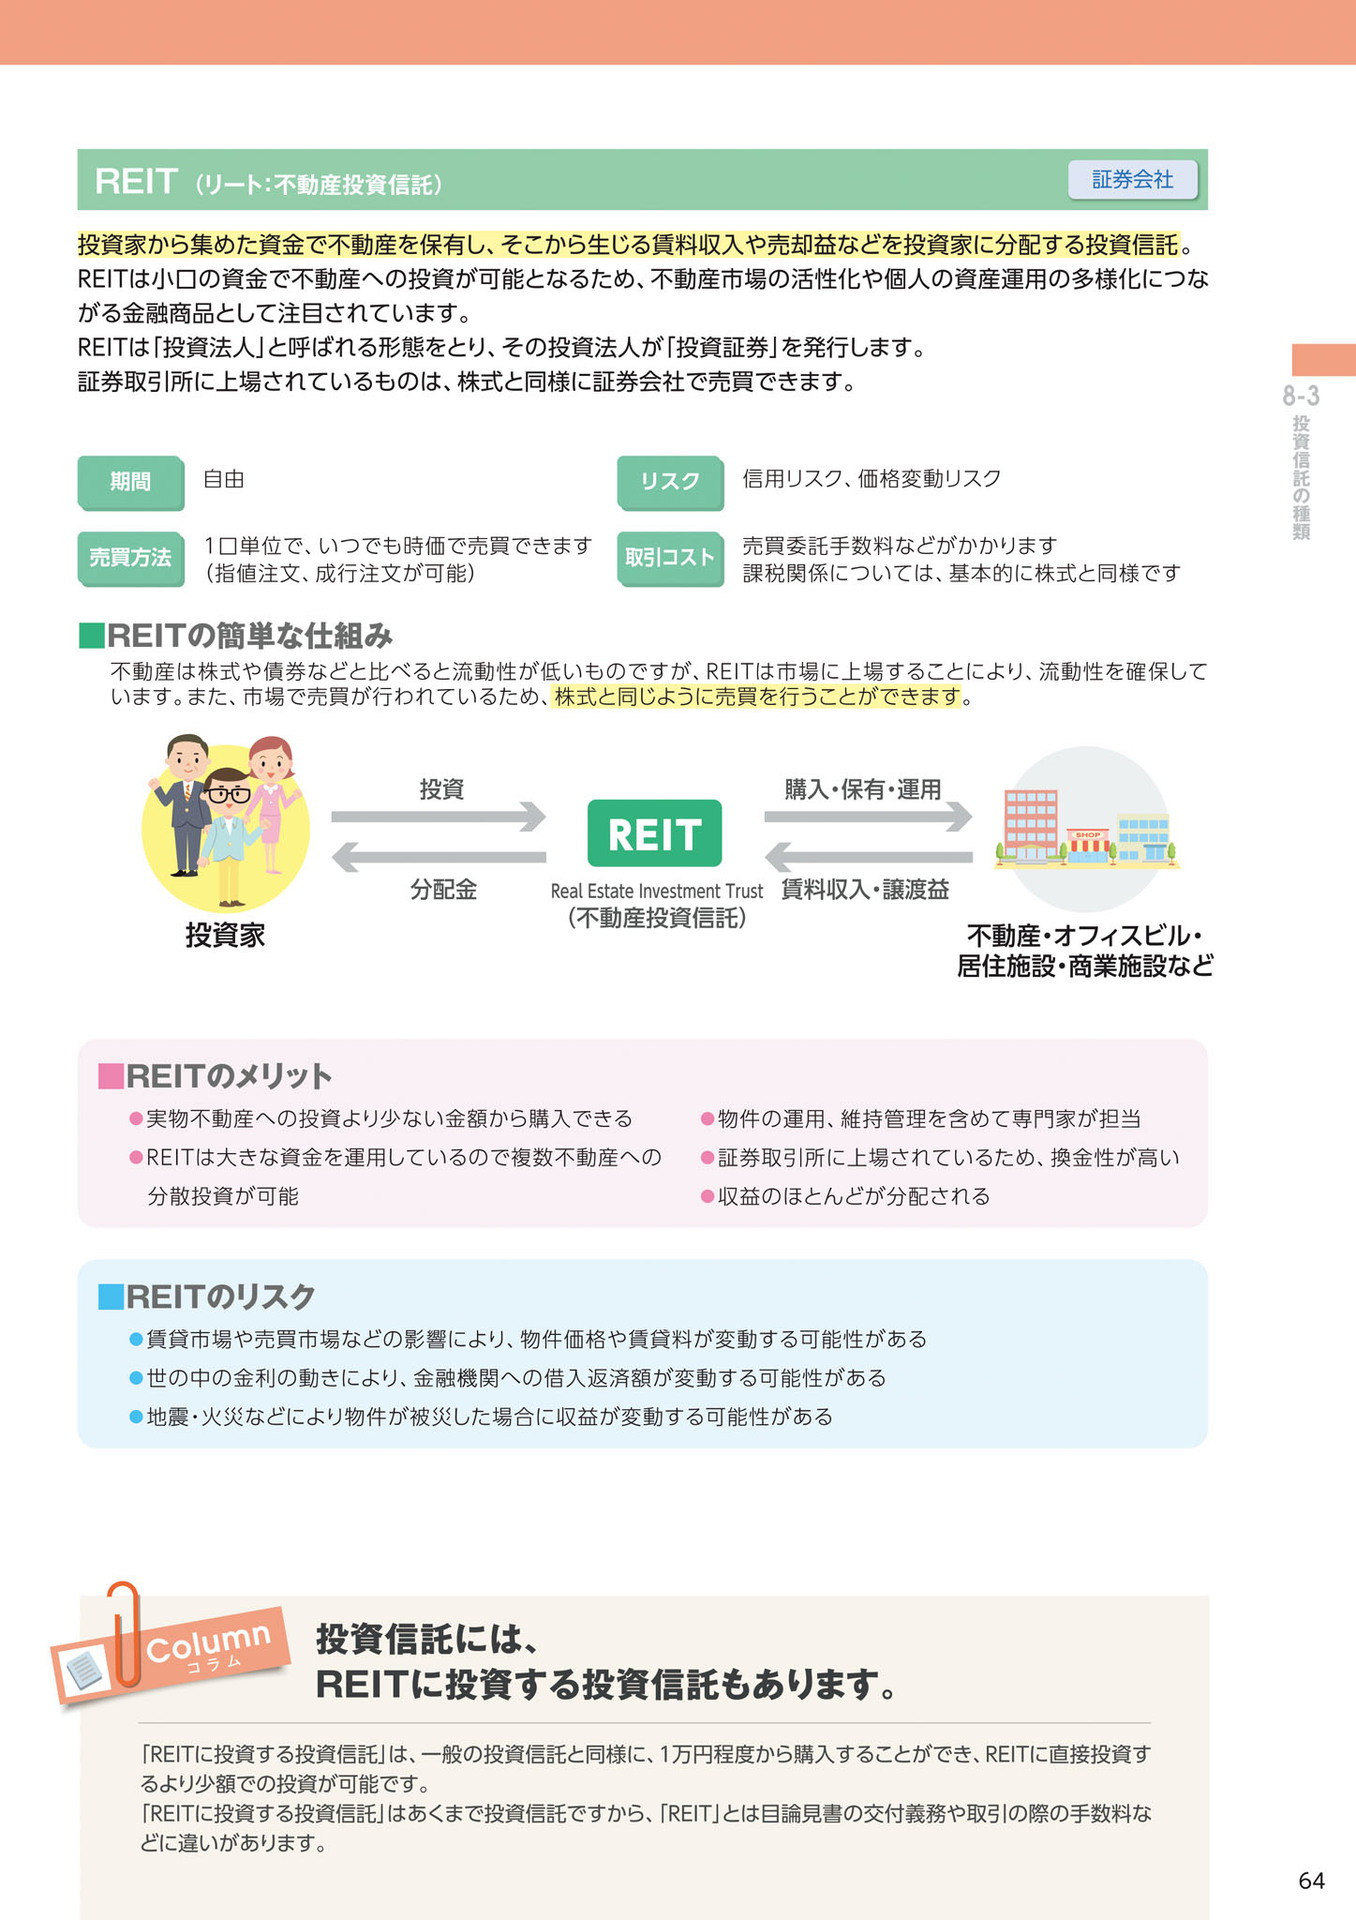 REIT（リート：不動産投資信託）
証券会社
投資家から集めた資金で不動産を保有し、そこから生じる賃料収入や売却益などを投資家に分配する投資信託。
REITは小口の資金で不動産への投資が可能となるため、不動産市場の活性化や個人の資産運用の多様化につな
がる金融商品として注目されています。
REITは「投資法人」と呼ばれる形態をとり、その投資法人が「投資証券」を発行します。
証券取引所に上場されているものは、株式と同様に証券会社で売買できます。
8-3
投資信託の種類
期間
自由
リスク
信用リスク、価格変動リスク
売買方法
1口単位で、いつでも時価で売買できます
（指値注文、成行注文が可能）
取引コスト
売買委託手数料などがかかります
課税関係については、基本的に株式と同様です
■REITの簡単な仕組み
不動産は株式や債券などと比べると流動性が低いものですが、REITは市場に上場することにより、流動性を確保して
います。また、市場で売買が行われているため、株式と同じように売買を行うことができます。
投資
購入・保有・運用
REIT
SHOP
分配金
Real Estate Investment Trust
（不動産投資信託）
賃料収入・譲渡益
投資家
不動産・オフィスビル・
居住施設・商業施設など
■REITのメリット
●実物不動産への投資より少ない金額から購入できる
●REITは大きな資金を運用しているので複数不動産への
分散投資が可能
●物件の運用、維持管理を含めて専門家が担当
●証券取引所に上場されているため、換金性が高い
●収益のほとんどが分配される
■REITのリスク
●賃貸市場や売買市場などの影響により、物件価格や賃貸料が変動する可能性がある
●世の中の金利の動きにより、金融機関への借入返済額が変動する可能性がある
●地震・火災などにより物件が被災した場合に収益が変動する可能性がある
Column
コラム
投資信託には、
REITに投資する投資信託もあります。
「REITに投資する投資信託」は、一般の投資信託と同様に、1万円程度から購入することができ、REITに直接投資す
るより少額での投資が可能です。
「REITに投資する投資信託」はあくまで投資信託ですから、「REIT」とは目論見書の交付義務や取引の際の手数料な
どに違いがあります。
64